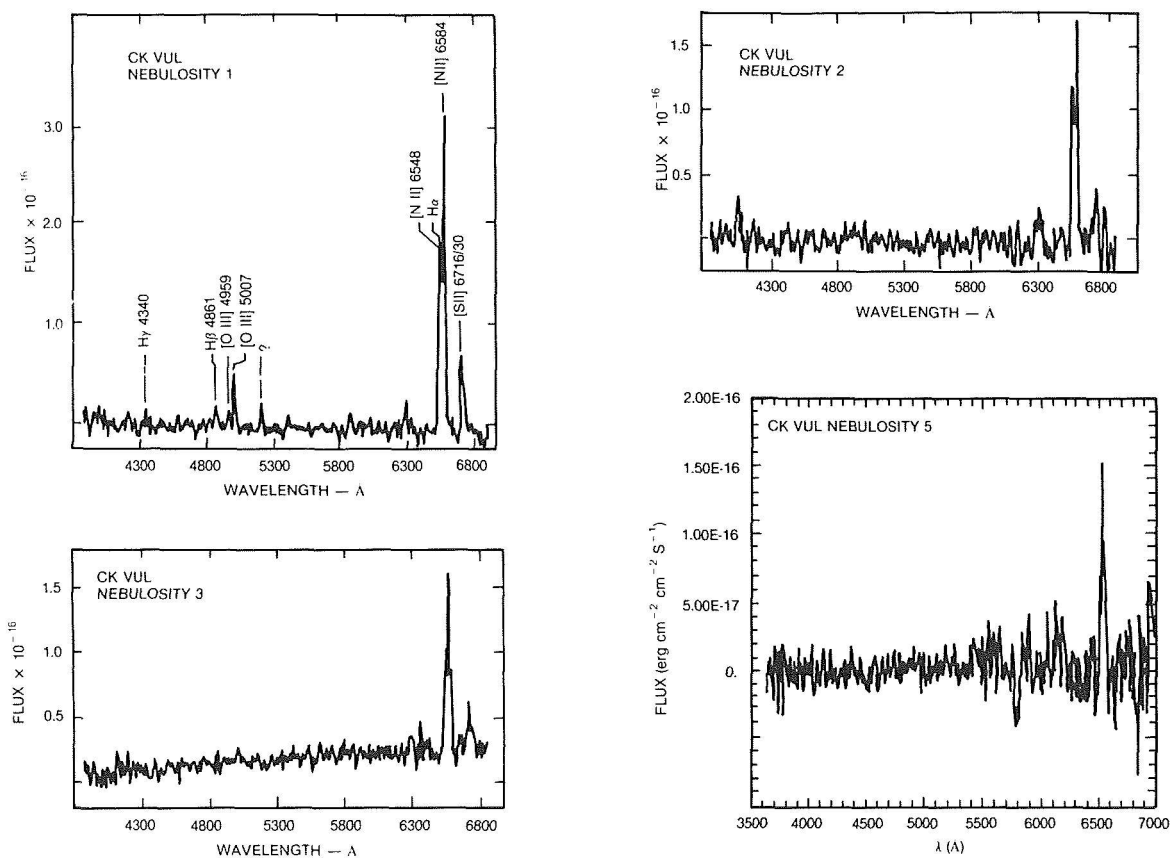 CK VUL
NEBULOSITY 1
[NII] 6584
[N II] 6548
Hα
[SII] 6716/30
Hγ 4340
Hβ 4861
[O III] 4959
[O III] 5007
?
3.0
2.0
1.0
FLUX × 10⁻¹⁶
4300 4800 5300 5800 6300 6800
WAVELENGTH — Å
CK VUL
NEBULOSITY 2
1.5
1.0
0.5
FLUX × 10⁻¹⁶
4300 4800 5300 5800 6300 6800
WAVELENGTH — Å
CK VUL
NEBULOSITY 3
1.5
1.0
0.5
FLUX × 10⁻¹⁶
4300 4800 5300 5800 6300 6800
WAVELENGTH — Å
CK VUL NEBULOSITY 5
2.00E-16
1.50E-16
1.00E-16
5.00E-17
0.
FLUX (erg cm⁻² cm⁻² S⁻¹)
3500 4000 4500 5000 5500 6000 6500 7000
λ (Å)